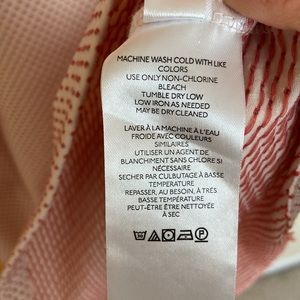 MACHINE WASH COLD WITH LIKE
COLORS
USE ONLY NON-CHLORINE
BLEACH
TUMBLE DRY LOW
LOW IRON AS NEEDED
MAY BE DRY CLEANED
LAVER À LA MACHINE À L'EAU
FROIDE AVEC COULEURS
SIMILAIRES
UTILISER UN AGENT DE
BLANCHIMENT SANS CHLORE SI
NÉCESSAIRE
SECHER PAR CULBUTAGE À BASSE
TEMPÉRATURE
REPASSER, AU BESOIN, À TRÈS
BASSE TEMPÉRATURE
PEUT-ÊTRE ÊTRE NETTOYÉE
À SEC